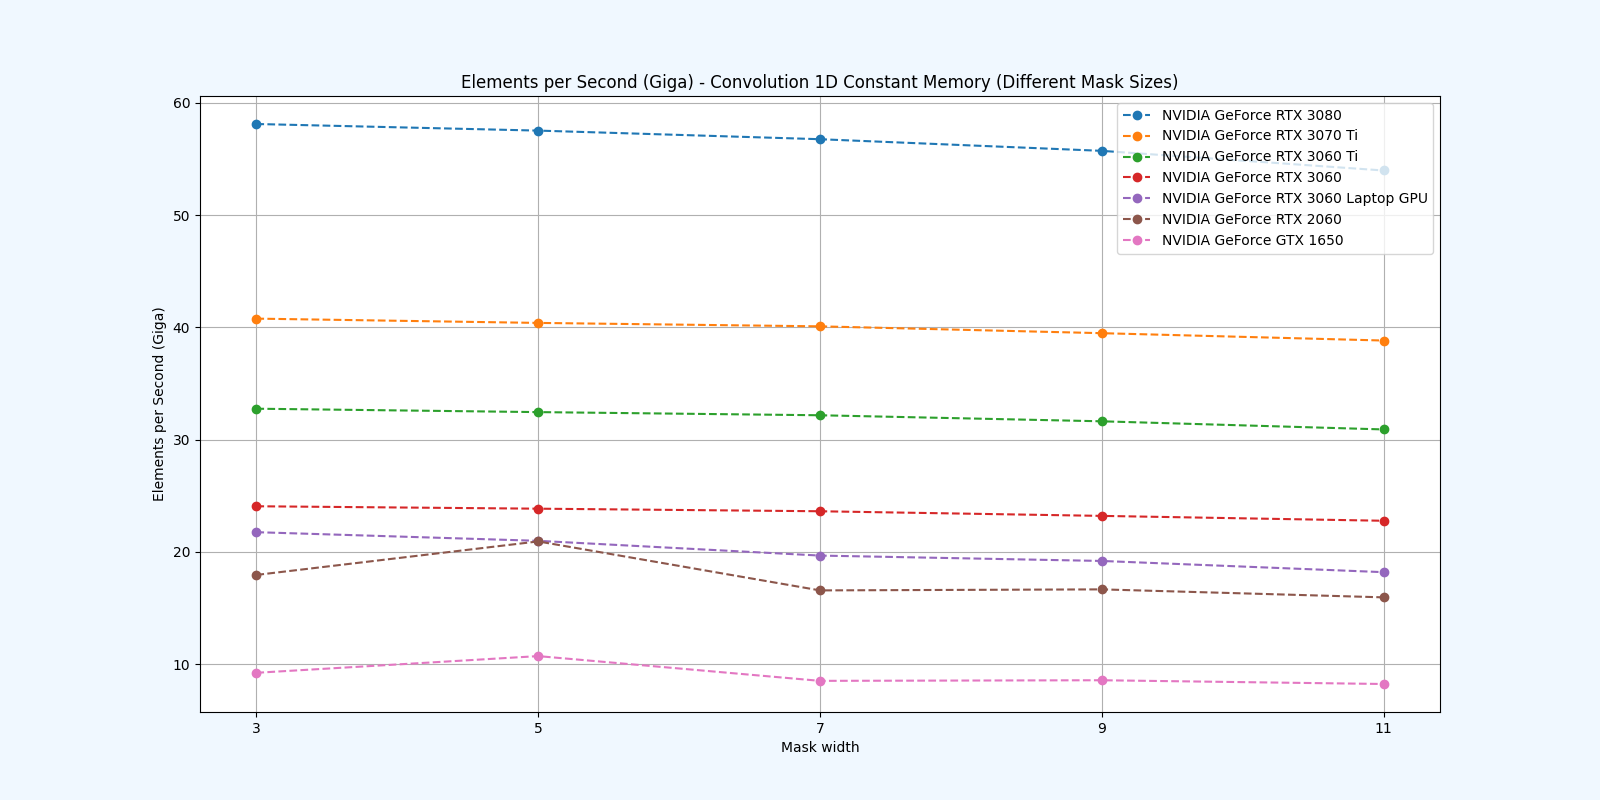 Elements per Second (Giga) - Convolution 1D Constant Memory (Different Mask Sizes)
Elements per Second (Giga)
60
50
40
30
20
10
NVIDIA GeForce RTX 3080
NVIDIA GeForce RTX 3070 Ti
NVIDIA GeForce RTX 3060 Ti
NVIDIA GeForce RTX 3060
NVIDIA GeForce RTX 3060 Laptop GPU
NVIDIA GeForce RTX 2060
NVIDIA GeForce GTX 1650
3 5 7 9 11
Mask width